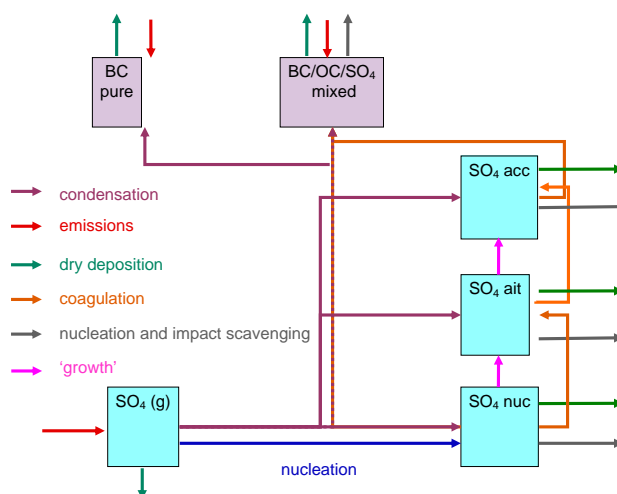 BC
pure
BC/OC/SO₄
mixed
SO₄ acc
condensation
emissions
dry deposition
SO₄ ait
coagulation
nucleation and impact scavenging
‘growth’
SO₄ (g)
SO₄ nuc
nucleation